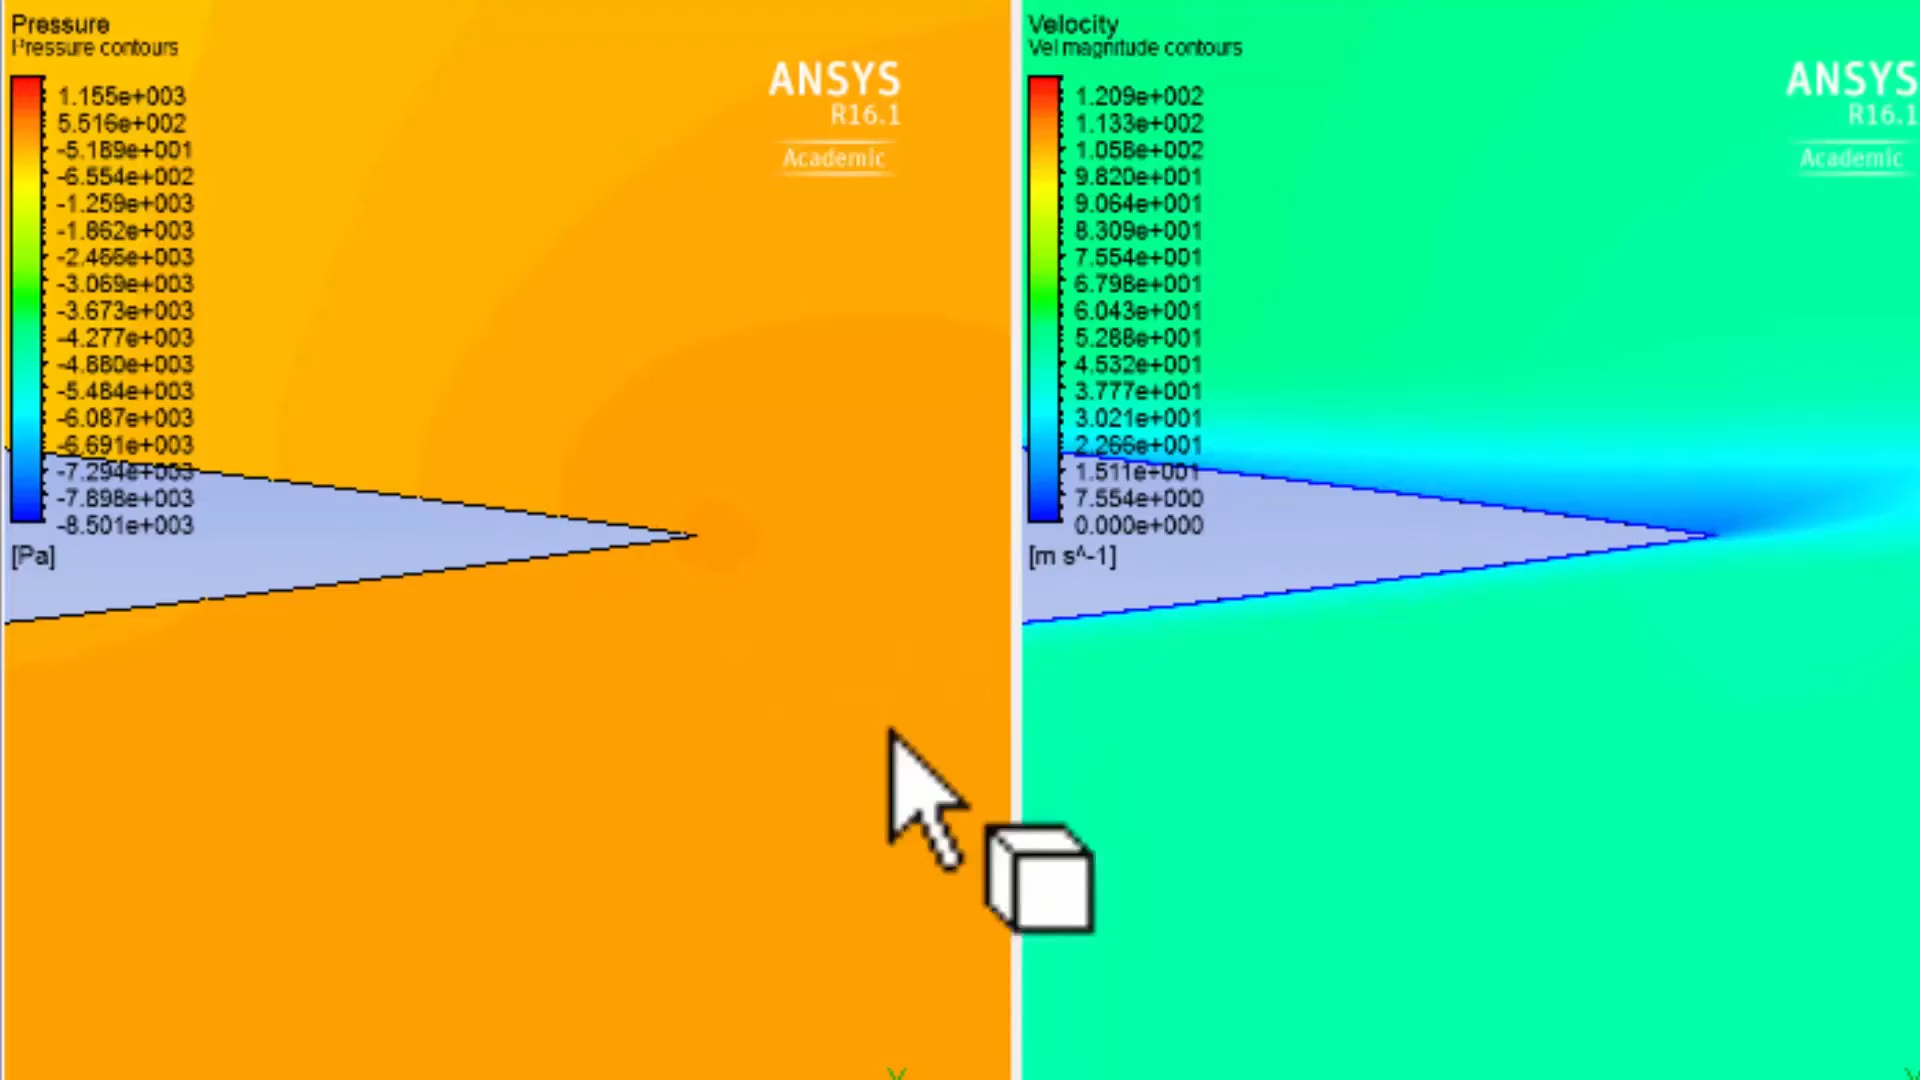 Pressure
Pressure contours
1.155e+003
5.516e+002
-5.189e+001
-6.554e+002
-1.259e+003
-1.862e+003
-2.466e+003
-3.069e+003
-3.673e+003
-4.277e+003
-4.880e+003
-5.484e+003
-6.087e+003
-6.691e+003
-7.294e+003
-7.898e+003
-8.501e+003
[Pa]
ANSYS
R16.1
Academic
Velocity
Vel magnitude contours
1.209e+002
1.133e+002
1.058e+002
9.820e+001
9.064e+001
8.309e+001
7.554e+001
6.798e+001
6.043e+001
5.288e+001
4.532e+001
3.777e+001
3.021e+001
2.266e+001
1.511e+001
7.554e+000
0.000e+000
[m s^-1]
ANSYS
R16.1
Academic